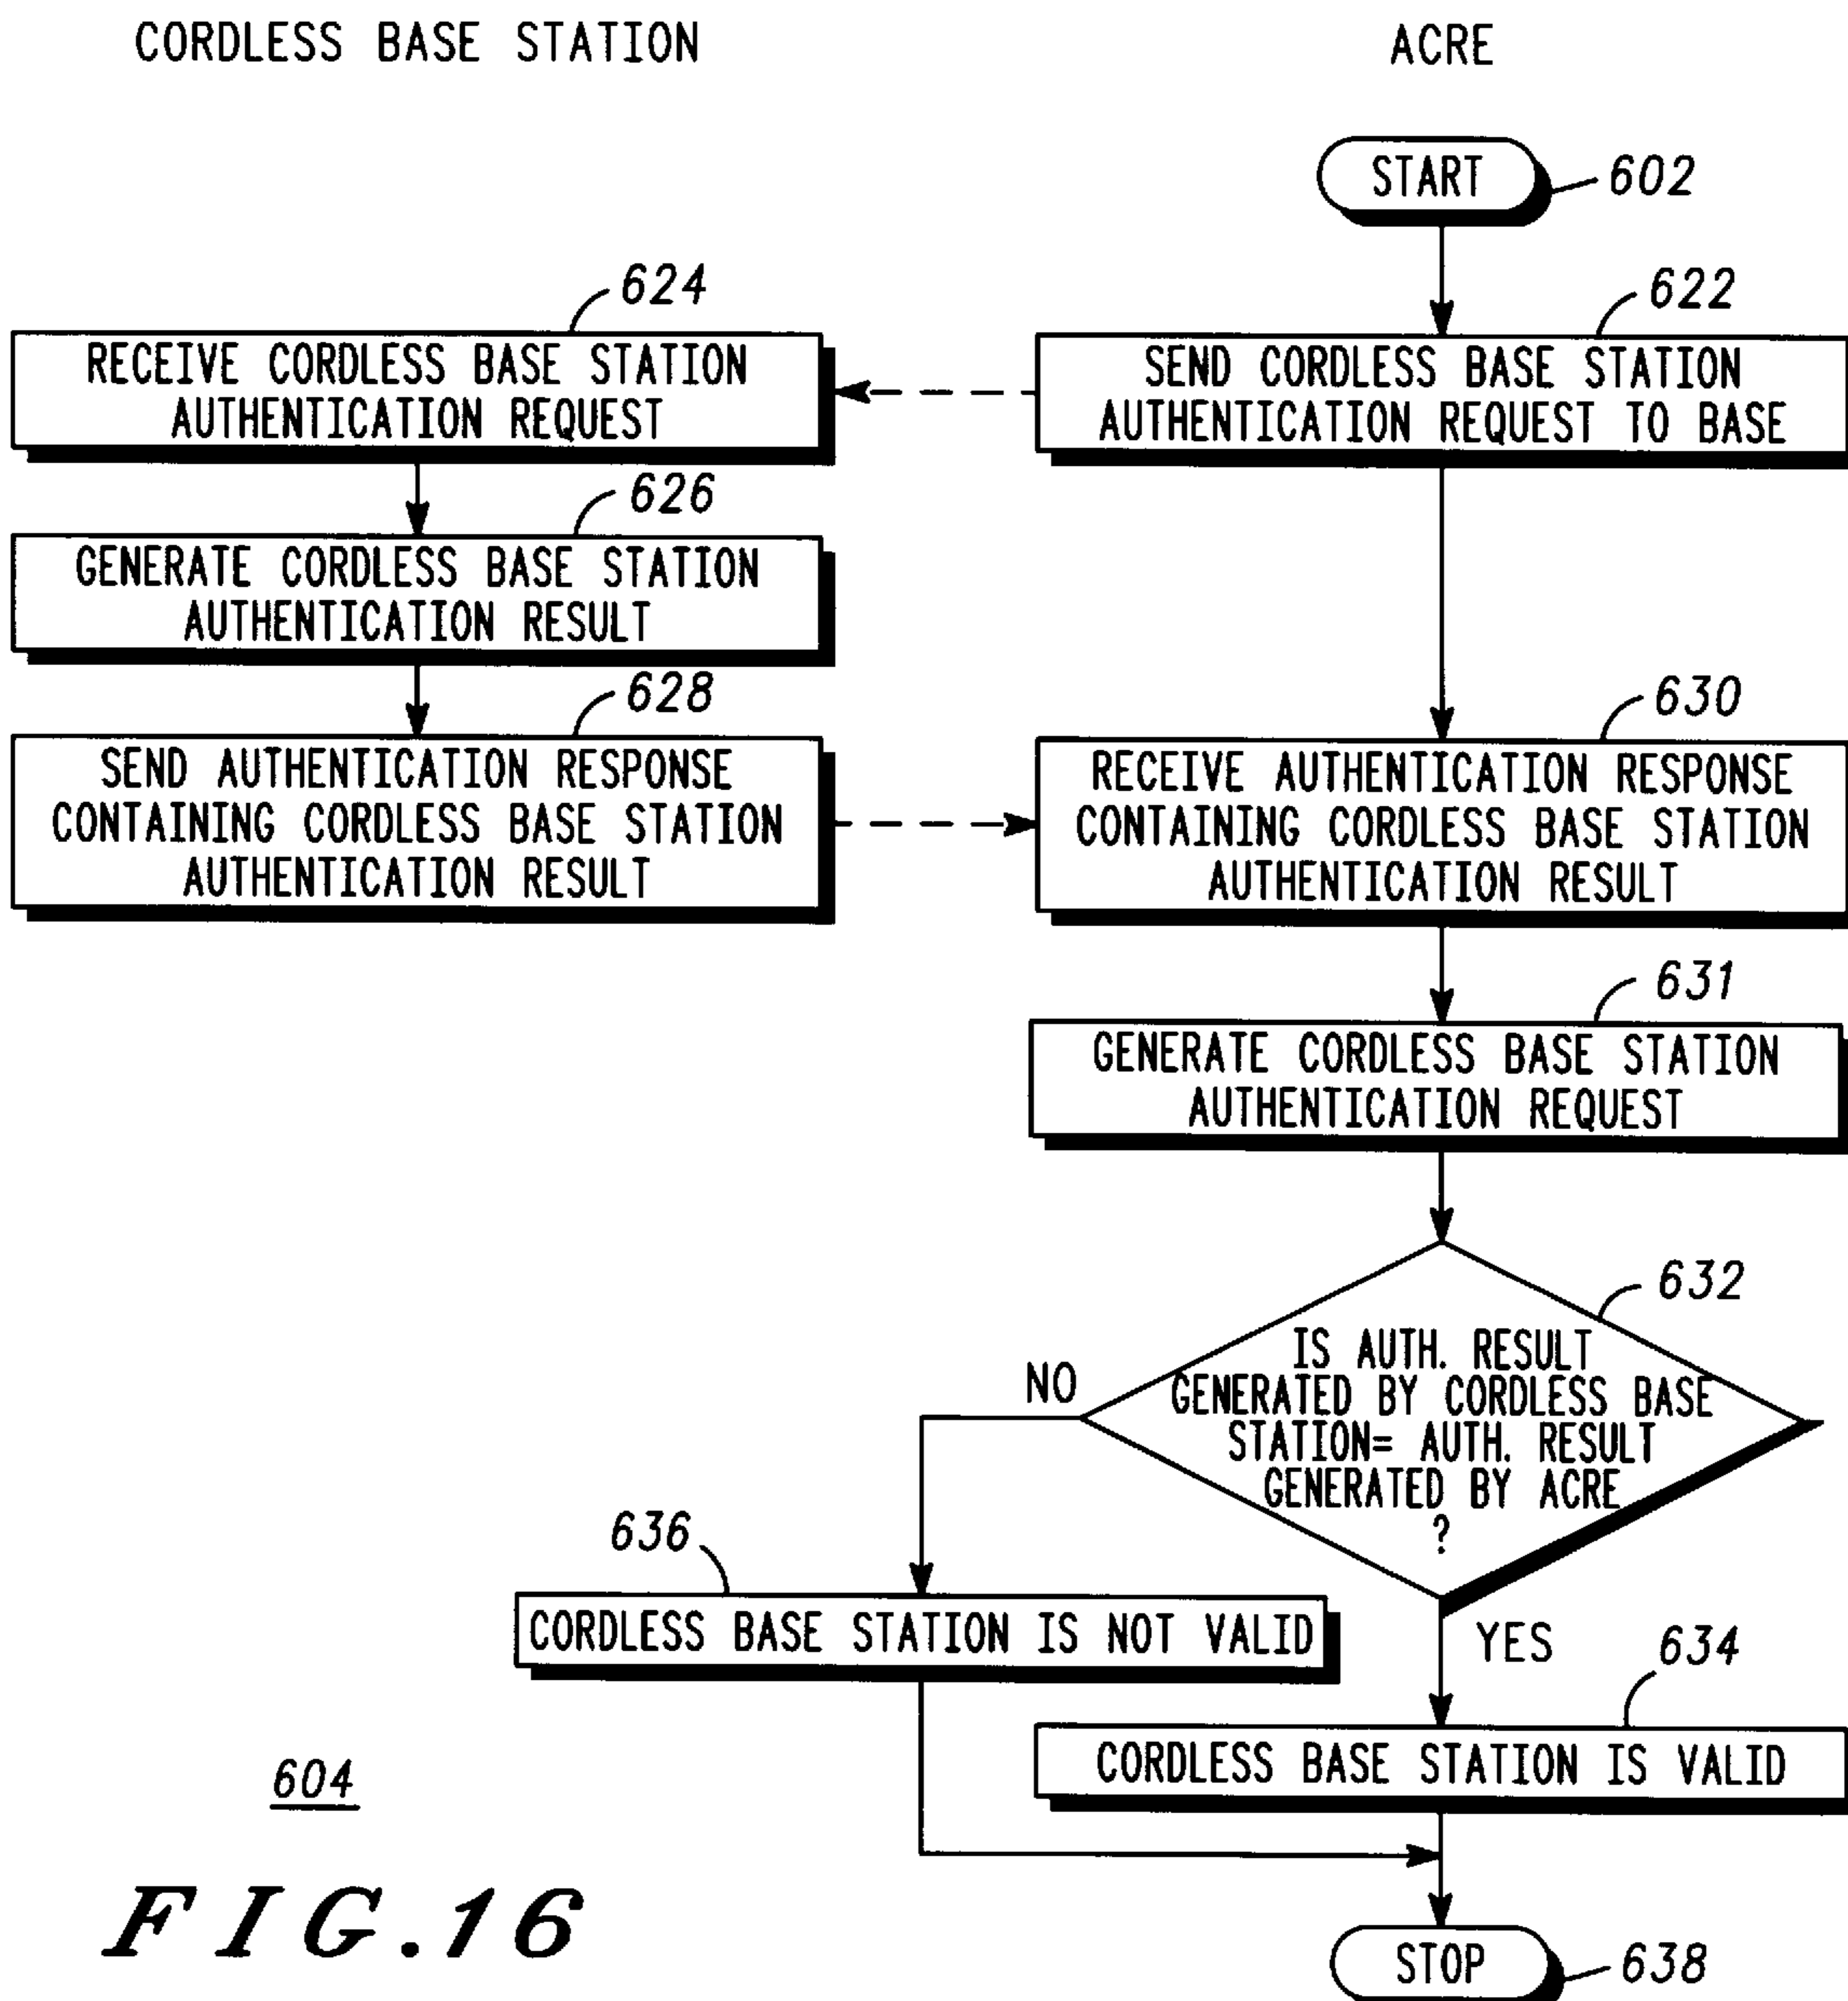 CORDLESS BASE STATION
ACRE
START
602
624
622
RECEIVE CORDLESS BASE STATION
AUTHENTICATION REQUEST
SEND CORDLESS BASE STATION
AUTHENTICATION REQUEST TO BASE
626
GENERATE CORDLESS BASE STATION
AUTHENTICATION RESULT
628
630
SEND AUTHENTICATION RESPONSE
CONTAINING CORDLESS BASE STATION
AUTHENTICATION RESULT
RECEIVE AUTHENTICATION RESPONSE
CONTAINING CORDLESS BASE STATION
AUTHENTICATION RESULT
631
GENERATE CORDLESS BASE STATION
AUTHENTICATION REQUEST
632
IS AUTH. RESULT
GENERATED BY CORDLESS BASE
STATION= AUTH. RESULT
GENERATED BY ACRE
?
NO
636
CORDLESS BASE STATION IS NOT VALID
YES
634
CORDLESS BASE STATION IS VALID
604
FIG.16
STOP
638